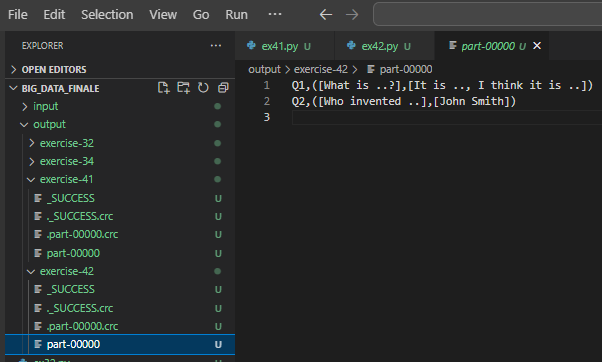 File Edit Selection View Go Run ...
EXPLORER ...
ex41.py U
ex42.py U
part-00000 U
OPEN EDITORS
output > exercise-42 > part-00000
BIG_DATA_FINALE
1 Q1,([What is ..?],[It is .., I think it is ..])
2 Q2,([Who invented ..],[John Smith])
3
input
output
exercise-32
exercise-34
exercise-41
_SUCCESS U
._SUCCESS.crc U
.part-00000.crc U
part-00000 U
exercise-42
_SUCCESS U
._SUCCESS.crc U
.part-00000.crc U
part-00000 U